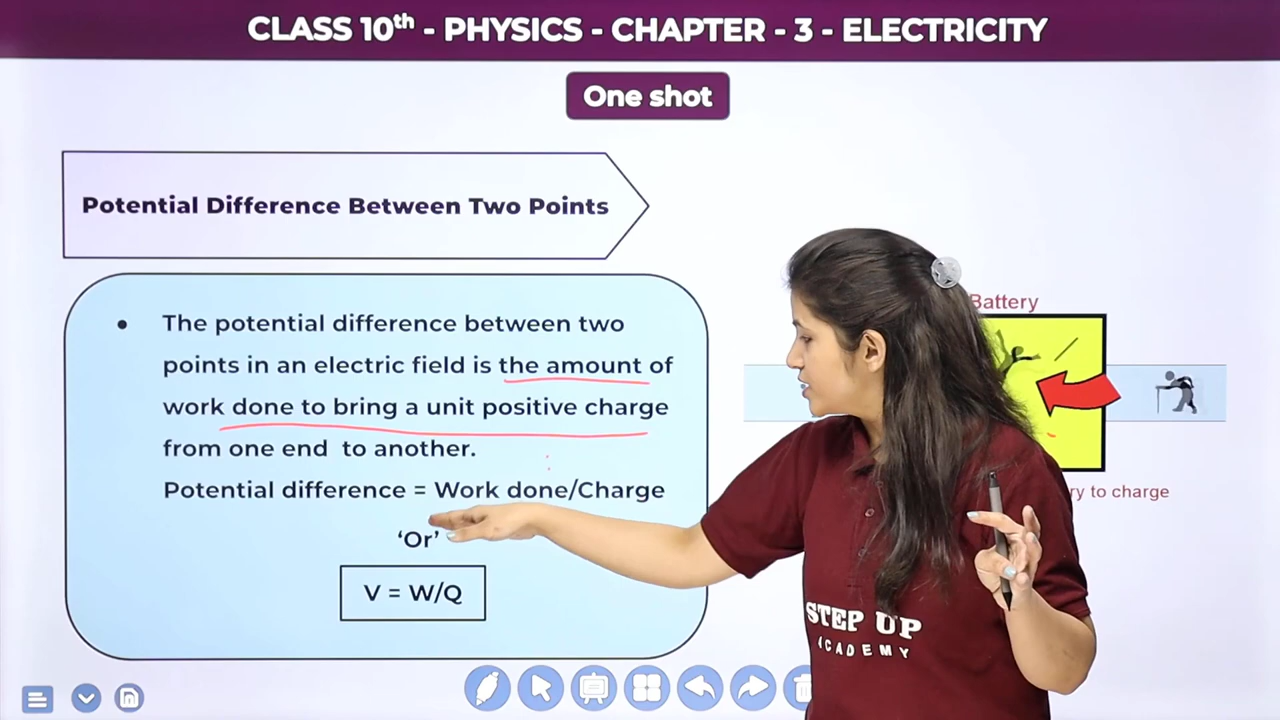 CLASS 10th - PHYSICS - CHAPTER - 3 - ELECTRICITY
One shot
Potential Difference Between Two Points
• The potential difference between two
points in an electric field is the amount of
work done to bring a unit positive charge
from one end to another.
Potential difference = Work done/Charge
‘Or’
V = W/Q
Battery
to charge
STEP UP
ACADEMY